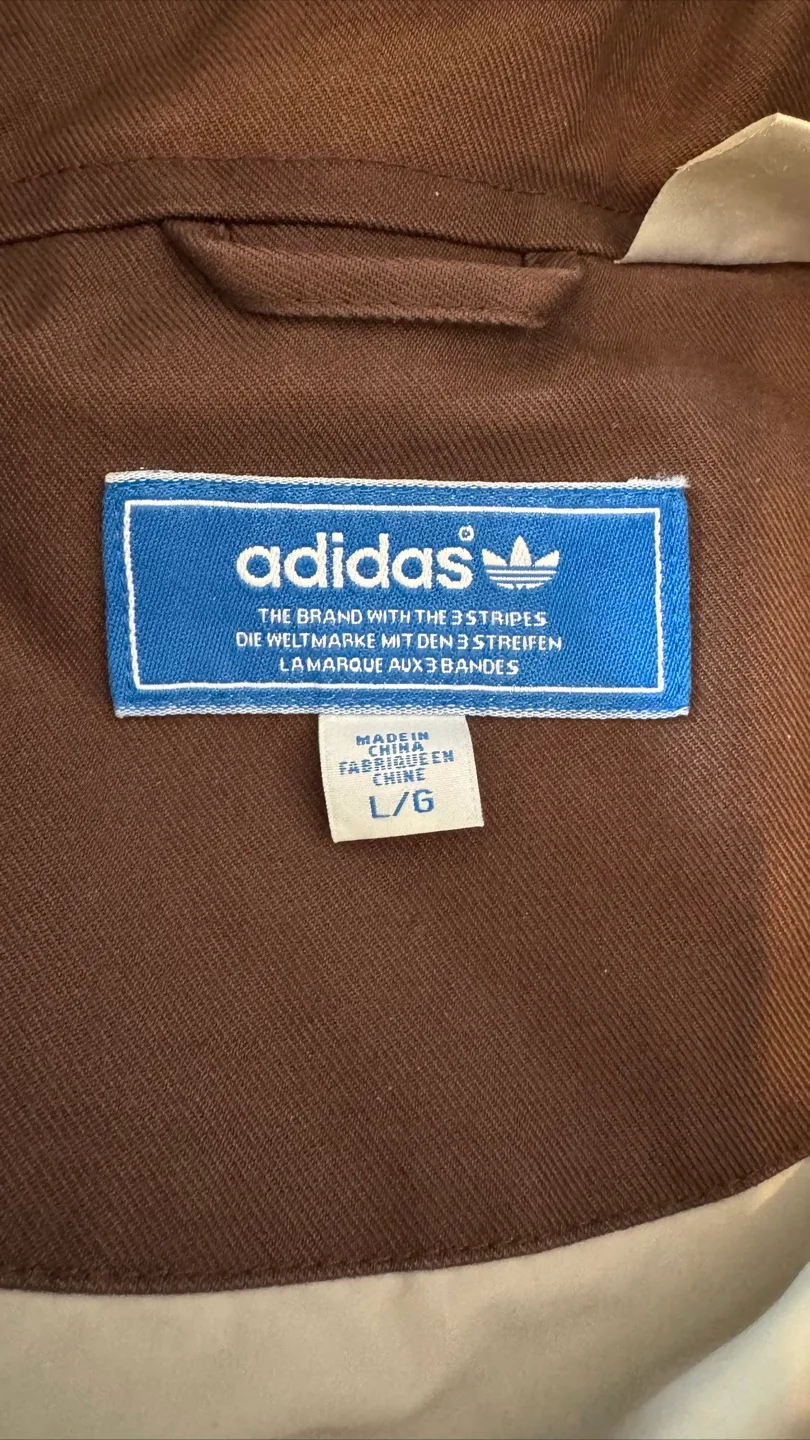 adidas®
THE BRAND WITH THE 3 STRIPES
DIE WELTMARKE MIT DEN 3 STREIFEN
LA MARQUE AUX 3 BANDES
MADE IN
CHINA
FABRIQUE EN
CHINE
L/G